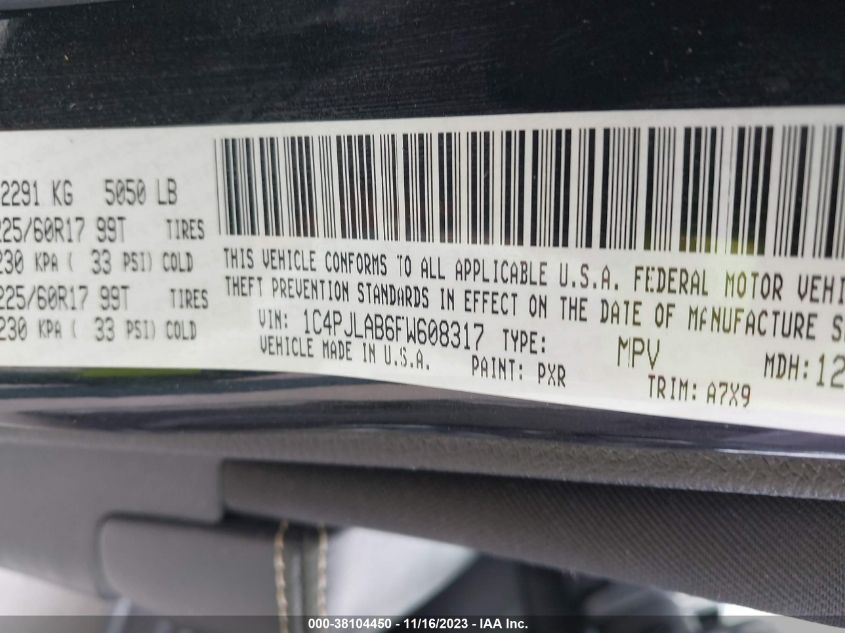 2291 KG 5050 LB
225/60R17 99T TIRES
230 KPA ( 33 PSI) COLD
225/60R17 99T TIRES
230 KPA ( 33 PSI) COLD
THIS VEHICLE CONFORMS TO ALL APPLICABLE U.S.A. FEDERAL MOTOR VEHI
THEFT PREVENTION STANDARDS IN EFFECT ON THE DATE OF MANUFACTURE S
VIN: 1C4PJLAB6FW608317 TYPE: MPV MDH: 12
VEHICLE MADE IN U.S.A. PAINT: PXR TRIM: A7X9
000-38104450 - 11/16/2023 - IAA Inc.